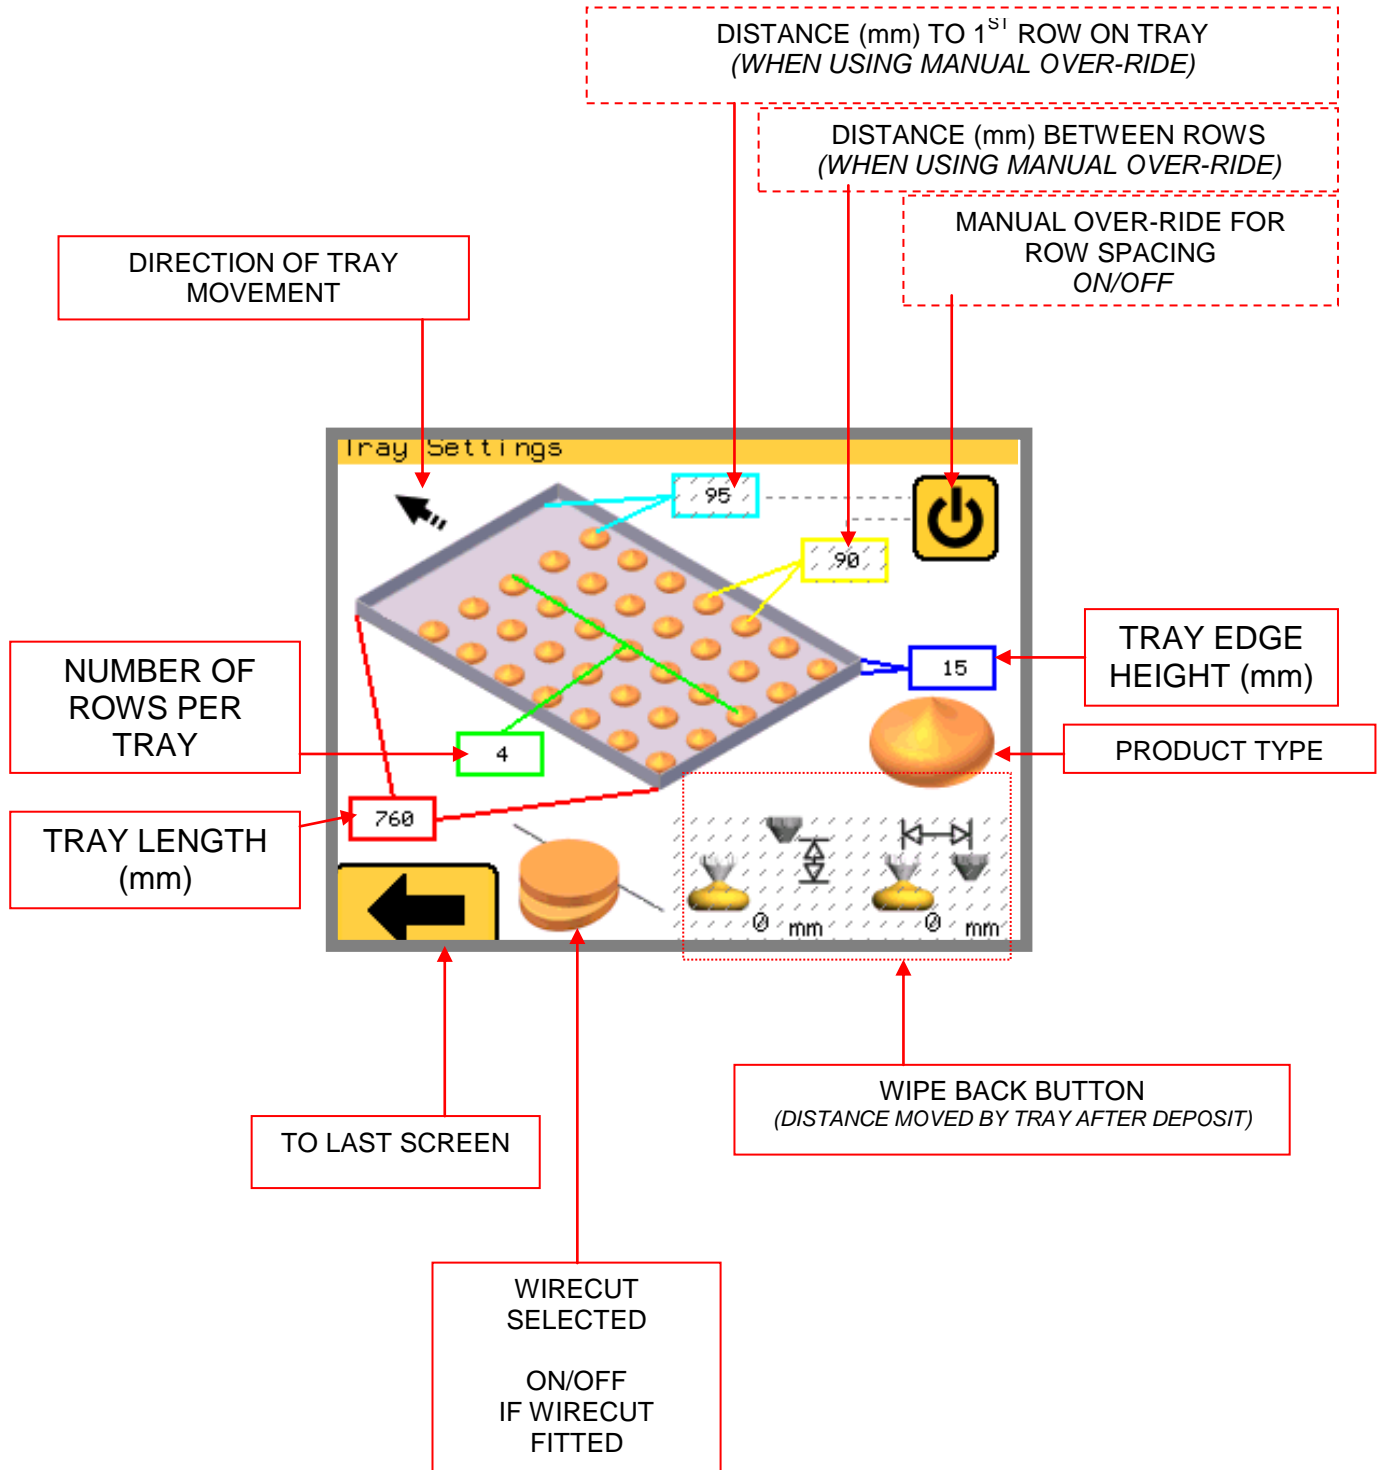 DISTANCE (mm) TO 1ST ROW ON TRAY
(WHEN USING MANUAL OVER-RIDE)
DISTANCE (mm) BETWEEN ROWS
(WHEN USING MANUAL OVER-RIDE)
MANUAL OVER-RIDE FOR
ROW SPACING
ON/OFF
DIRECTION OF TRAY
MOVEMENT
Tray Settings
95
90
15
TRAY EDGE
HEIGHT (mm)
NUMBER OF
ROWS PER
TRAY
4
PRODUCT TYPE
760
TRAY LENGTH
(mm)
0 mm
0 mm
WIPE BACK BUTTON
(DISTANCE MOVED BY TRAY AFTER DEPOSIT)
TO LAST SCREEN
WIRECUT
SELECTED
ON/OFF
IF WIRECUT
FITTED